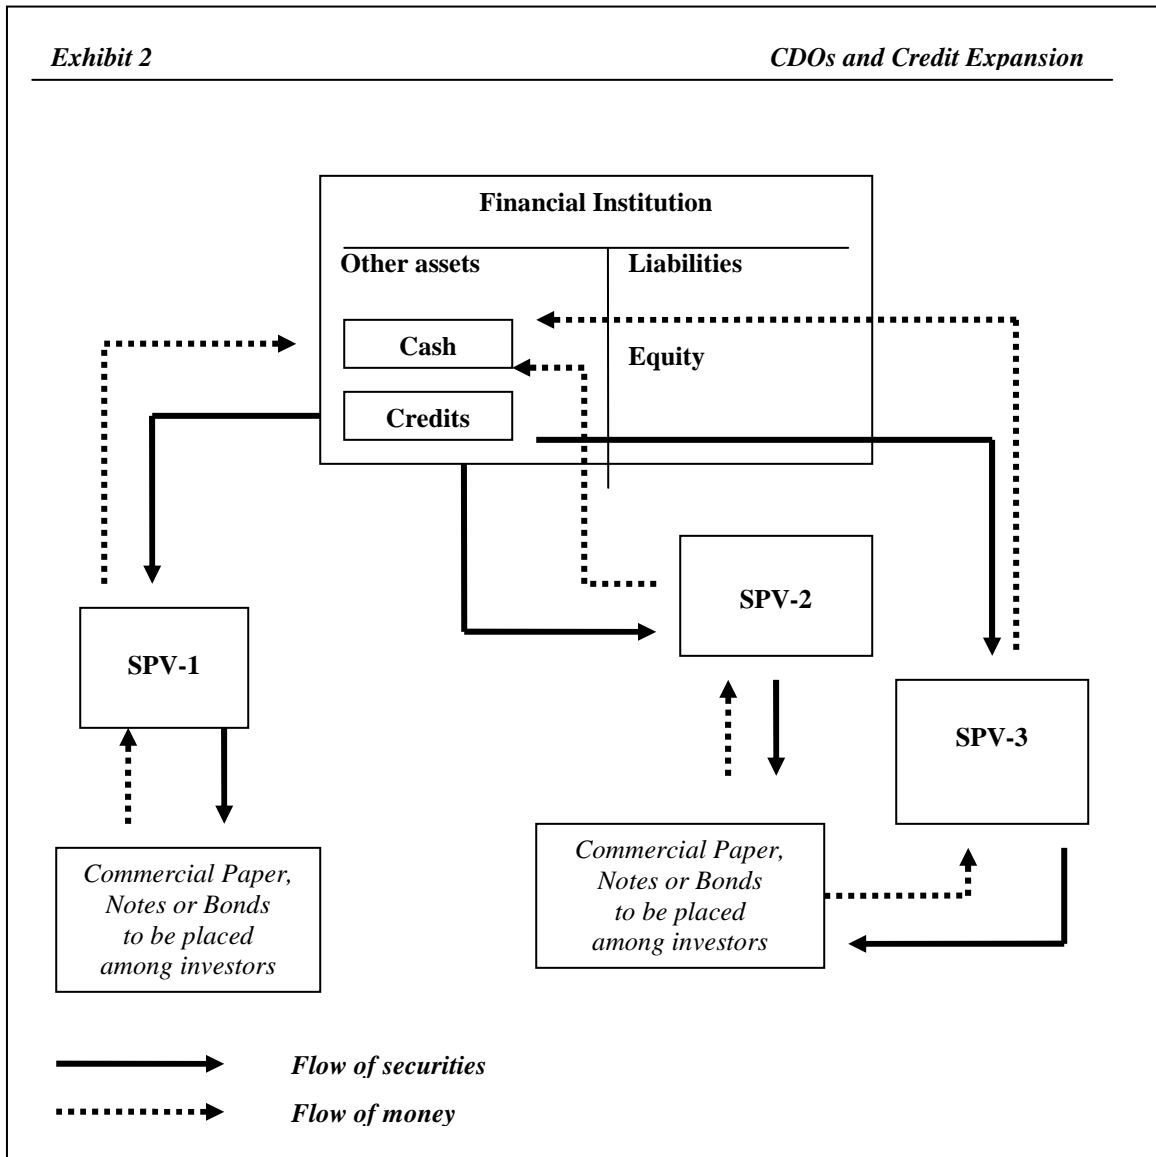 Exhibit 2 CDOs and Credit Expansion
Financial Institution
Other assets Liabilities
Cash
Equity
Credits
SPV-2
SPV-1
SPV-3
Commercial Paper,
Notes or Bonds
to be placed
among investors
Commercial Paper,
Notes or Bonds
to be placed
among investors
Flow of securities
Flow of money